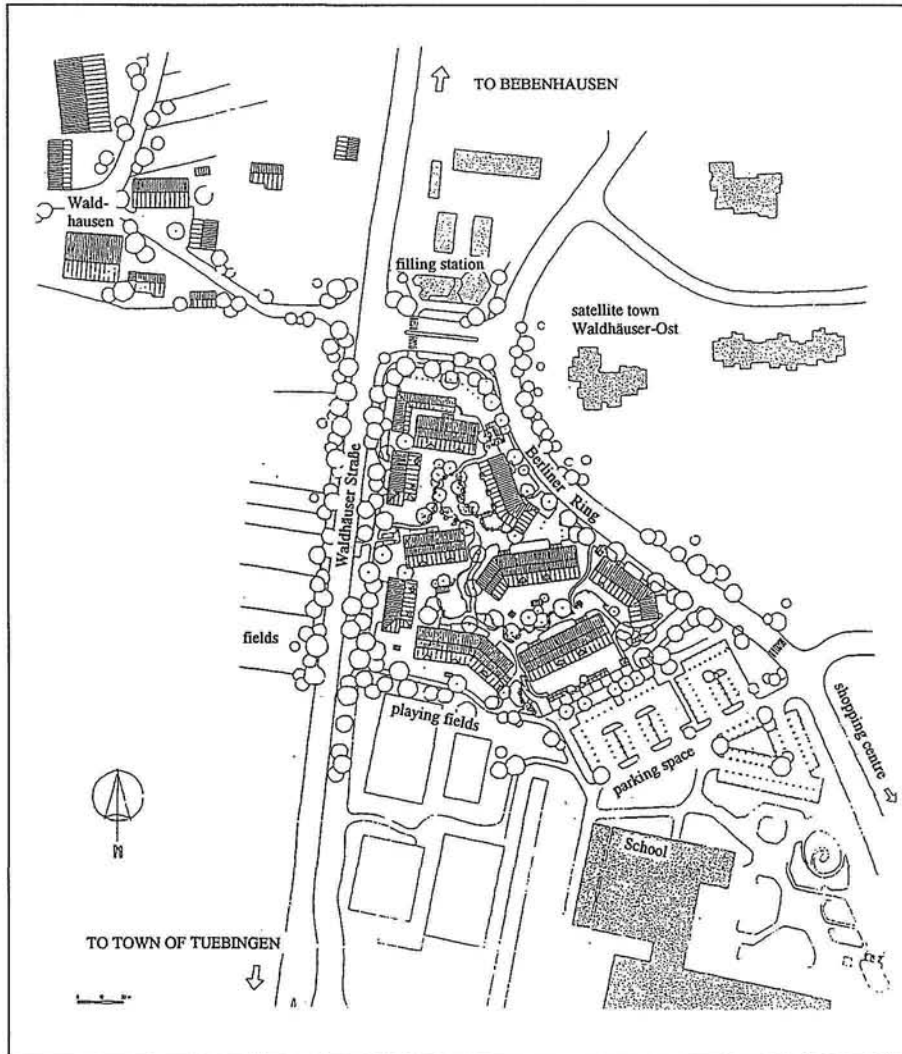 TO BEBENHAUSEN
Wald-
hausen
filling station
satellite town
Waldhäuser-Ost
Waldhäuser Straße
Berliner Ring
fields
playing fields
parking space
shopping centre
School
N
TO TOWN OF TUEBINGEN